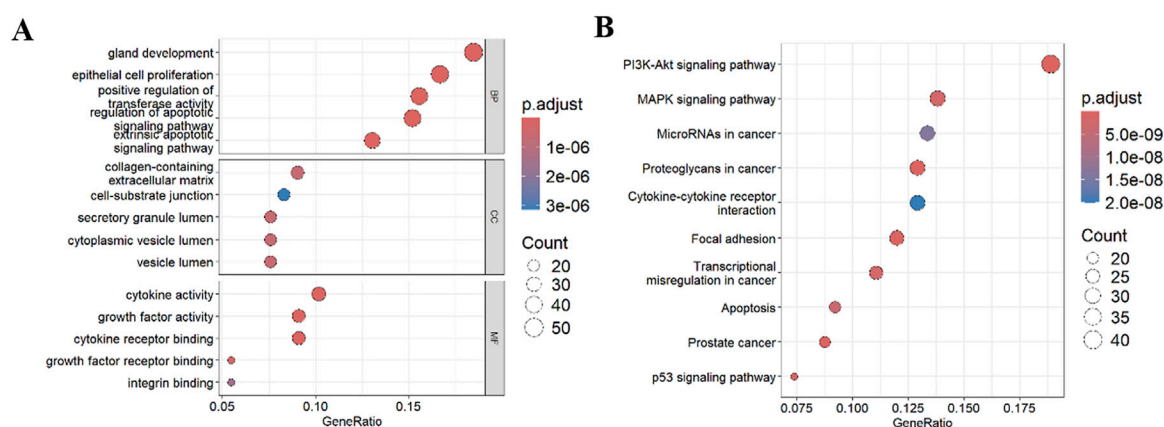 A
gland development
epithelial cell proliferation
positive regulation of
transferase activity
regulation of apoptotic
signaling pathway
extrinsic apoptotic
signaling pathway
BP
collagen-containing
extracellular matrix
cell-substrate junction
secretory granule lumen
cytoplasmic vesicle lumen
vesicle lumen
CC
cytokine activity
growth factor activity
cytokine receptor binding
growth factor receptor binding
integrin binding
MF
0.05 0.10 0.15
GeneRatio
p.adjust
1e-06
2e-06
3e-06
Count
20
30
40
50
B
PI3K-Akt signaling pathway
MAPK signaling pathway
MicroRNAs in cancer
Proteoglycans in cancer
Cytokine-cytokine receptor
interaction
Focal adhesion
Transcriptional
misregulation in cancer
Apoptosis
Prostate cancer
p53 signaling pathway
0.075 0.100 0.125 0.150 0.175
GeneRatio
p.adjust
5.0e-09
1.0e-08
1.5e-08
2.0e-08
Count
20
25
30
35
40